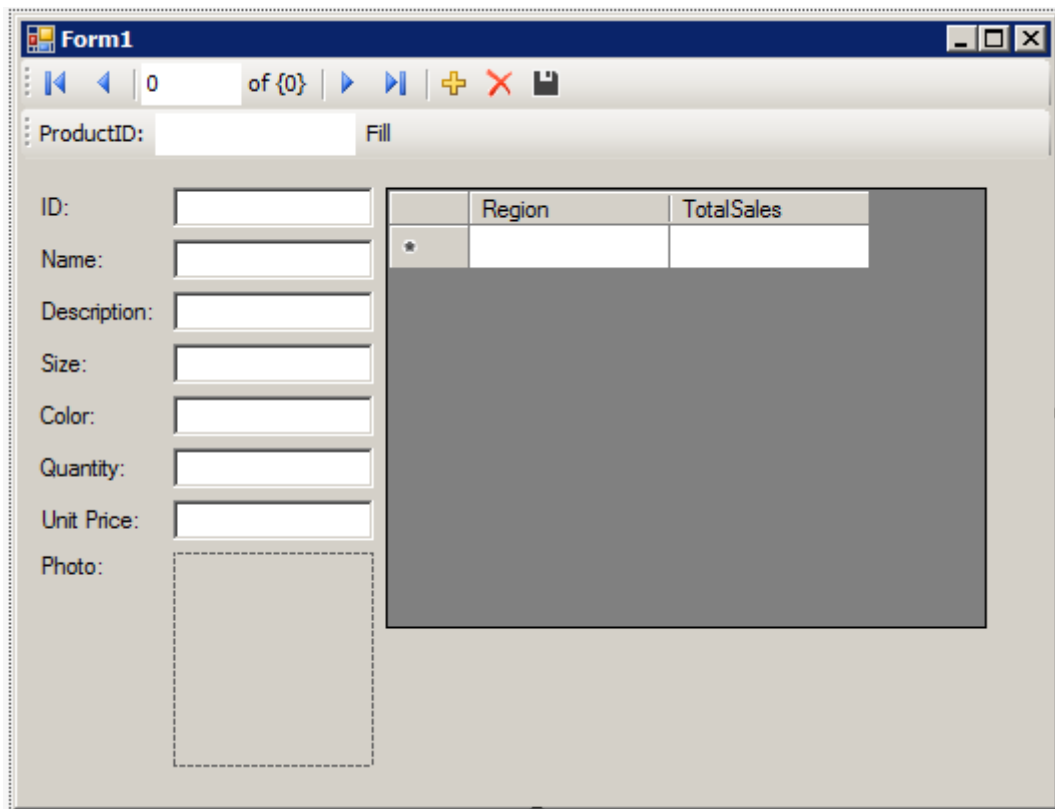 Form1
0 of {0}
ProductID: Fill
ID:
Name:
Description:
Size:
Color:
Quantity:
Unit Price:
Photo:
Region TotalSales